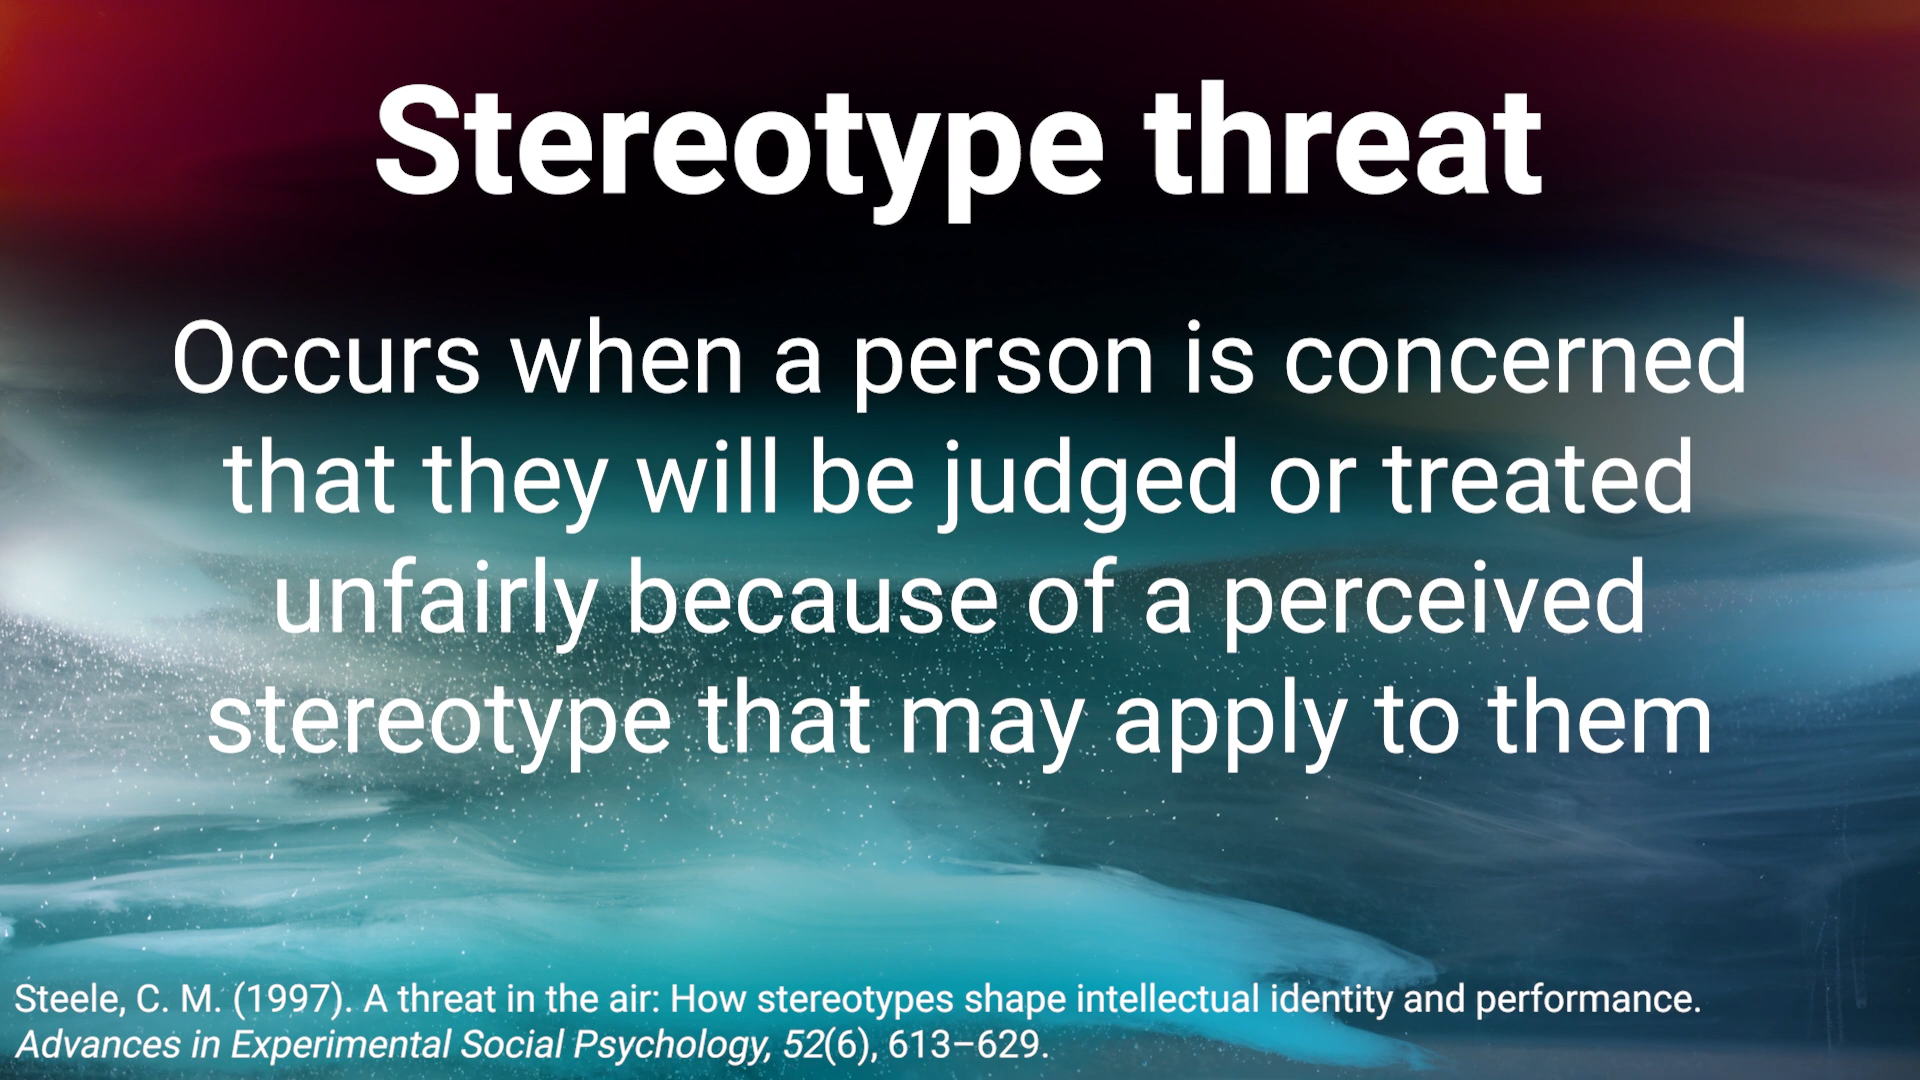 Stereotype threat
Occurs when a person is concerned
that they will be judged or treated
unfairly because of a perceived
stereotype that may apply to them
Steele, C. M. (1997). A threat in the air: How stereotypes shape intellectual identity and performance.
Advances in Experimental Social Psychology, 52(6), 613–629.